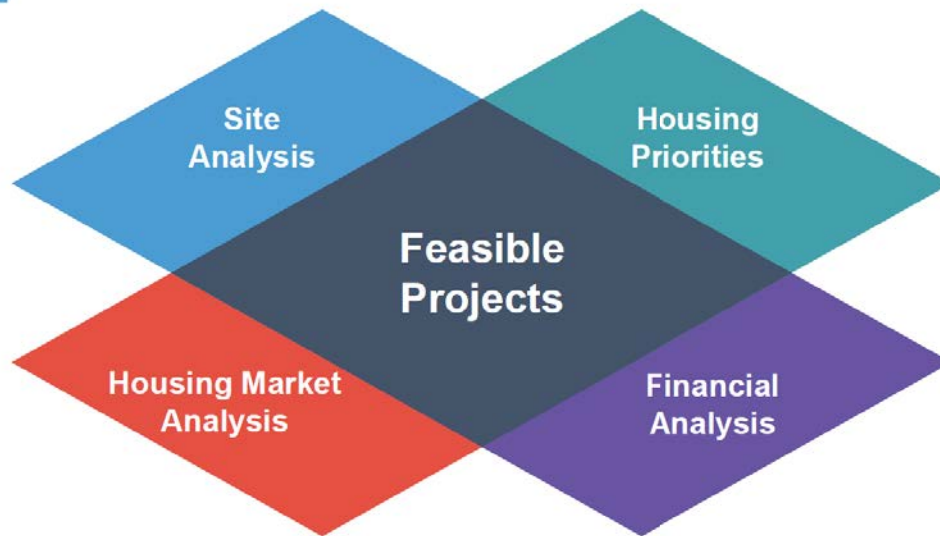 Site
Analysis
Housing
Priorities
Feasible
Projects
Housing Market
Analysis
Financial
Analysis